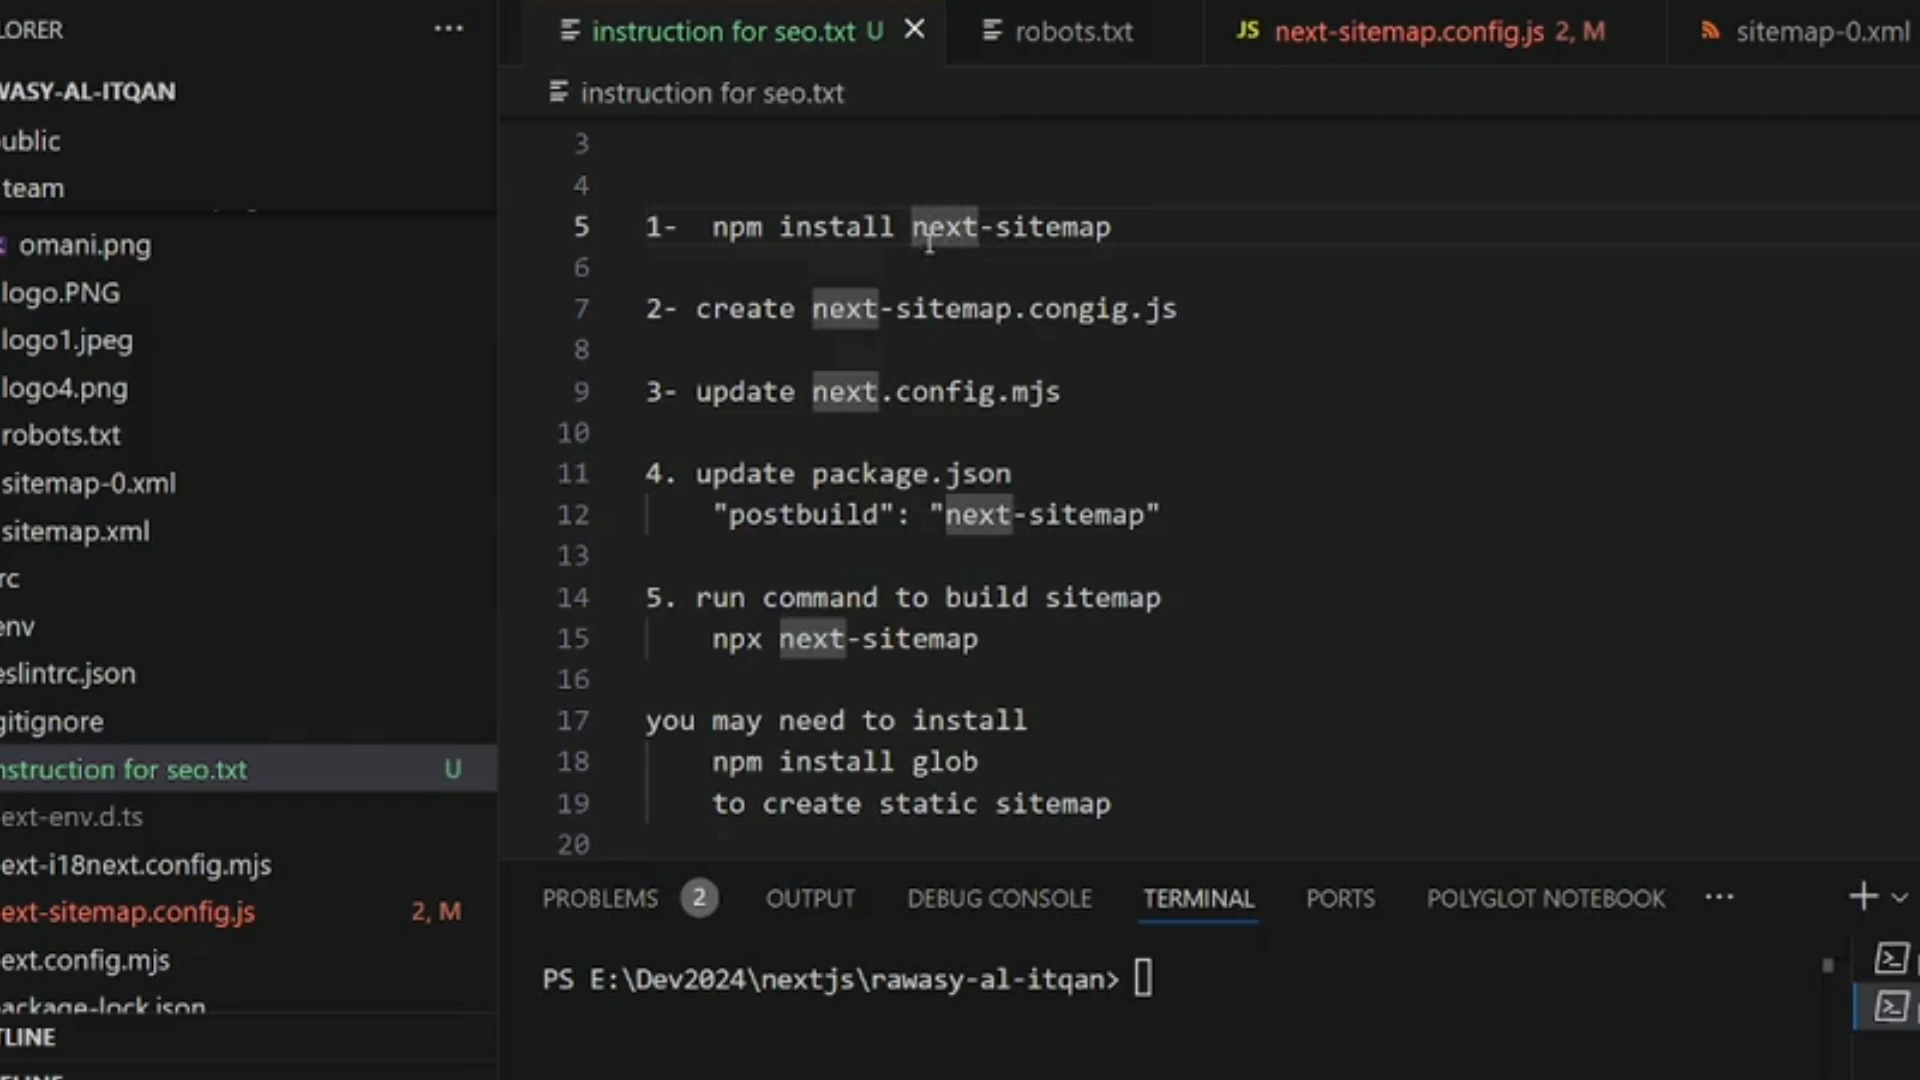 LORER
···
WASY-AL-ITQAN
ublic
team
omani.png
logo.PNG
logo1.jpeg
logo4.png
robots.txt
sitemap-0.xml
sitemap.xml
rc
env
eslintrc.json
gitignore
nstruction for seo.txt U
ext-env.d.ts
ext-i18next.config.mjs
ext-sitemap.config.js 2, M
ext.config.mjs
package-lock.json
TLINE
instruction for seo.txt U
robots.txt
JS next-sitemap.config.js 2, M
sitemap-0.xml
instruction for seo.txt
3
4
5 1- npm install next-sitemap
6
7 2- create next-sitemap.congig.js
8
9 3- update next.config.mjs
10
11 4. update package.json
12 "postbuild": "next-sitemap"
13
14 5. run command to build sitemap
15 npx next-sitemap
16
17 you may need to install
18 npm install glob
19 to create static sitemap
20
PROBLEMS 2 OUTPUT DEBUG CONSOLE TERMINAL PORTS POLYGLOT NOTEBOOK ···
PS E:\Dev2024\nextjs\rawasy-al-itqan>